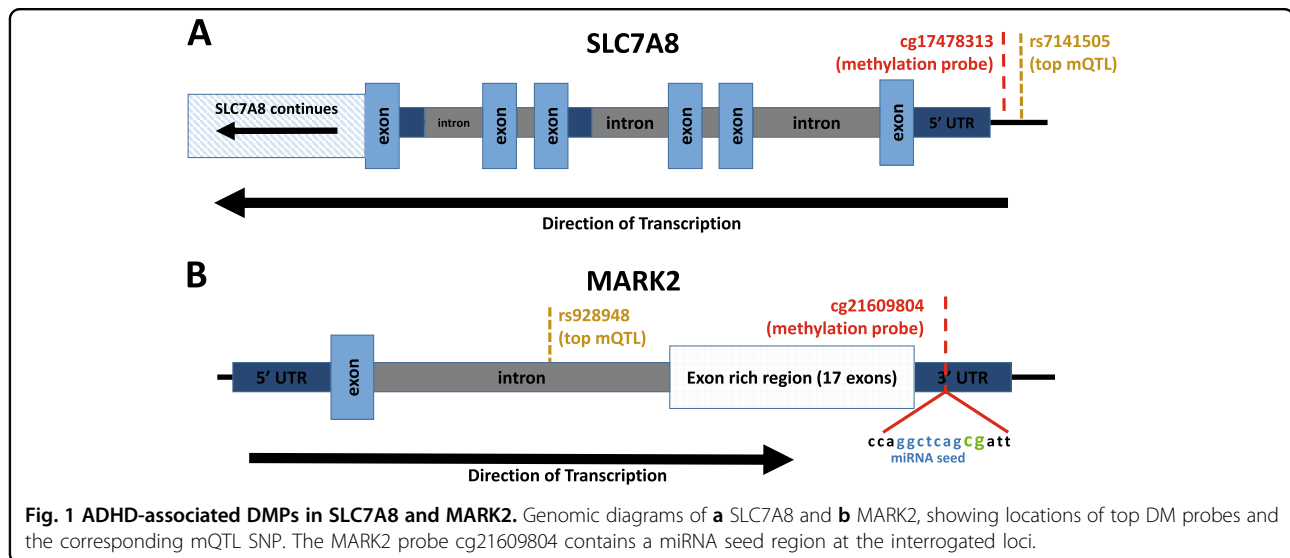 A
SLC7A8
cg17478313
(methylation probe)
rs7141505
(top mQTL)
SLC7A8 continues
exon
intron
exon
exon
intron
exon
exon
intron
exon
5' UTR
Direction of Transcription
B
MARK2
rs928948
(top mQTL)
cg21609804
(methylation probe)
5' UTR
exon
intron
Exon rich region (17 exons)
3' UTR
ccaggctcagcgatt
miRNA seed
Direction of Transcription
Fig. 1 ADHD-associated DMPs in SLC7A8 and MARK2. Genomic diagrams of a SLC7A8 and b MARK2, showing locations of top DM probes and
the corresponding mQTL SNP. The MARK2 probe cg21609804 contains a miRNA seed region at the interrogated loci.